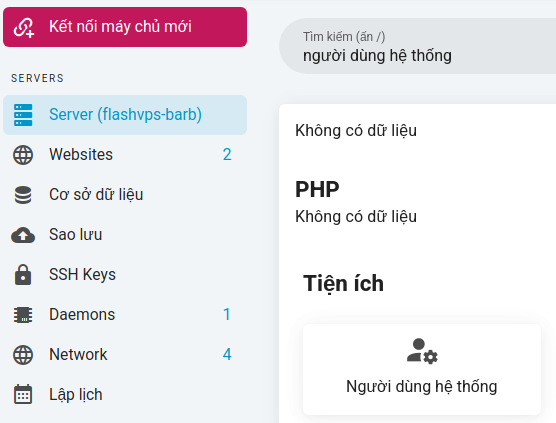 Kết nối máy chủ mới
SERVERS
Server (flashvps-barb)
Websites 2
Cơ sở dữ liệu
Sao lưu
SSH Keys
Daemons 1
Network 4
Lập lịch
Tìm kiếm (ấn /)
người dùng hệ thống
Không có dữ liệu
PHP
Không có dữ liệu
Tiện ích
Người dùng hệ thống